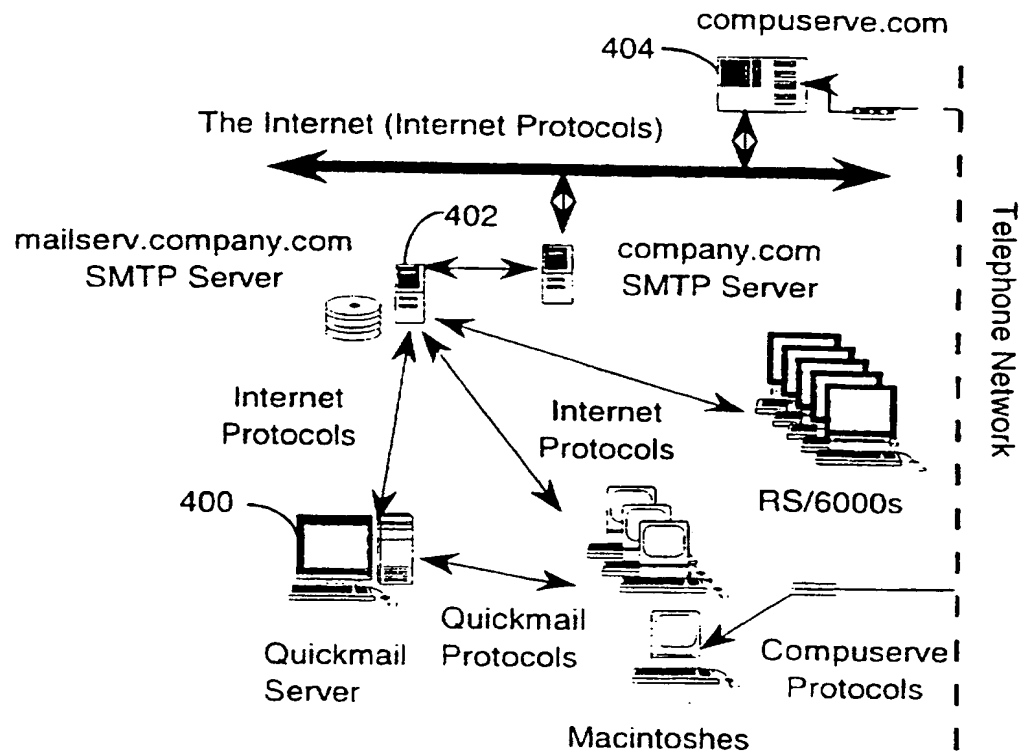 compuserve.com
404
The Internet (Internet Protocols)
402
mailserv.company.com
SMTP Server
company.com
SMTP Server
Telephone Network
Internet
Protocols
Internet
Protocols
RS/6000s
400
Quickmail
Protocols
Quickmail
Server
Compuserve
Protocols
Macintoshes